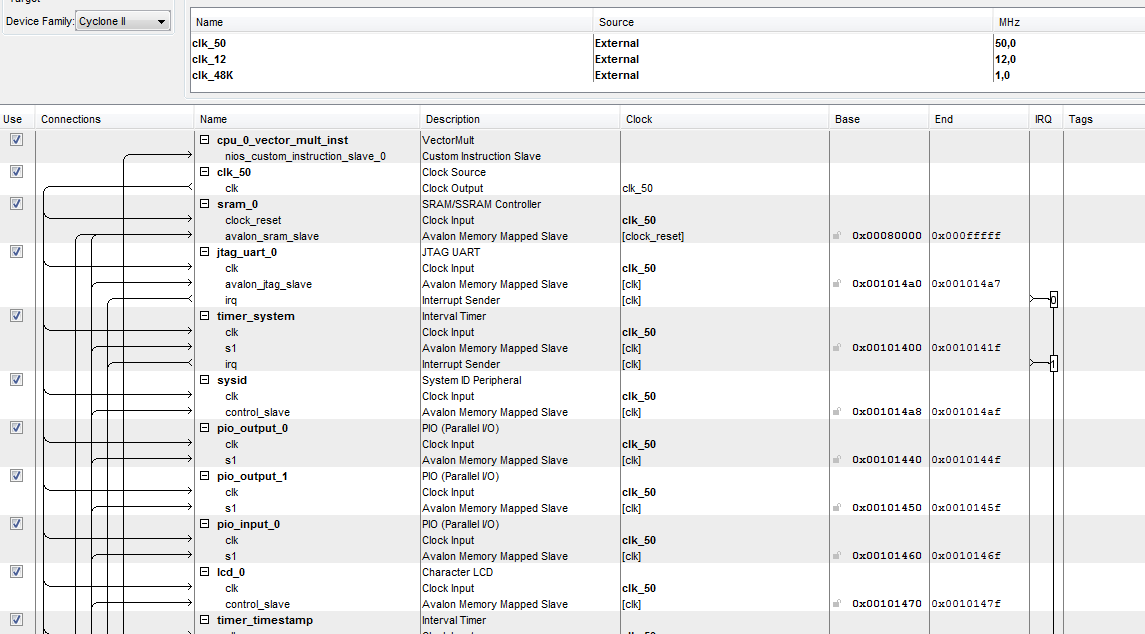 Device Family: Cyclone II
Name Source MHz
clk_50 External 50,0
clk_12 External 12,0
clk_48K External 1,0
Use Connections Name Description Clock Base End IRQ Tags
cpu_0_vector_mult_inst VectorMult
nios_custom_instruction_slave_0 Custom Instruction Slave
clk_50 Clock Source
clk Clock Output clk_50
sram_0 SRAM/SSRAM Controller
clock_reset Clock Input clk_50
avalon_sram_slave Avalon Memory Mapped Slave [clock_reset] 0x00080000 0x000fffff
jtag_uart_0 JTAG UART
clk Clock Input clk_50
avalon_jtag_slave Avalon Memory Mapped Slave [clk] 0x001014a0 0x001014a7
irq Interrupt Sender [clk] 0
timer_system Interval Timer
clk Clock Input clk_50
s1 Avalon Memory Mapped Slave [clk] 0x00101400 0x0010141f
irq Interrupt Sender [clk] 1
sysid System ID Peripheral
clk Clock Input clk_50
control_slave Avalon Memory Mapped Slave [clk] 0x001014a8 0x001014af
pio_output_0 PIO (Parallel I/O)
clk Clock Input clk_50
s1 Avalon Memory Mapped Slave [clk] 0x00101440 0x0010144f
pio_output_1 PIO (Parallel I/O)
clk Clock Input clk_50
s1 Avalon Memory Mapped Slave [clk] 0x00101450 0x0010145f
pio_input_0 PIO (Parallel I/O)
clk Clock Input clk_50
s1 Avalon Memory Mapped Slave [clk] 0x00101460 0x0010146f
lcd_0 Character LCD
clk Clock Input clk_50
control_slave Avalon Memory Mapped Slave [clk] 0x00101470 0x0010147f
timer_timestamp Interval Timer